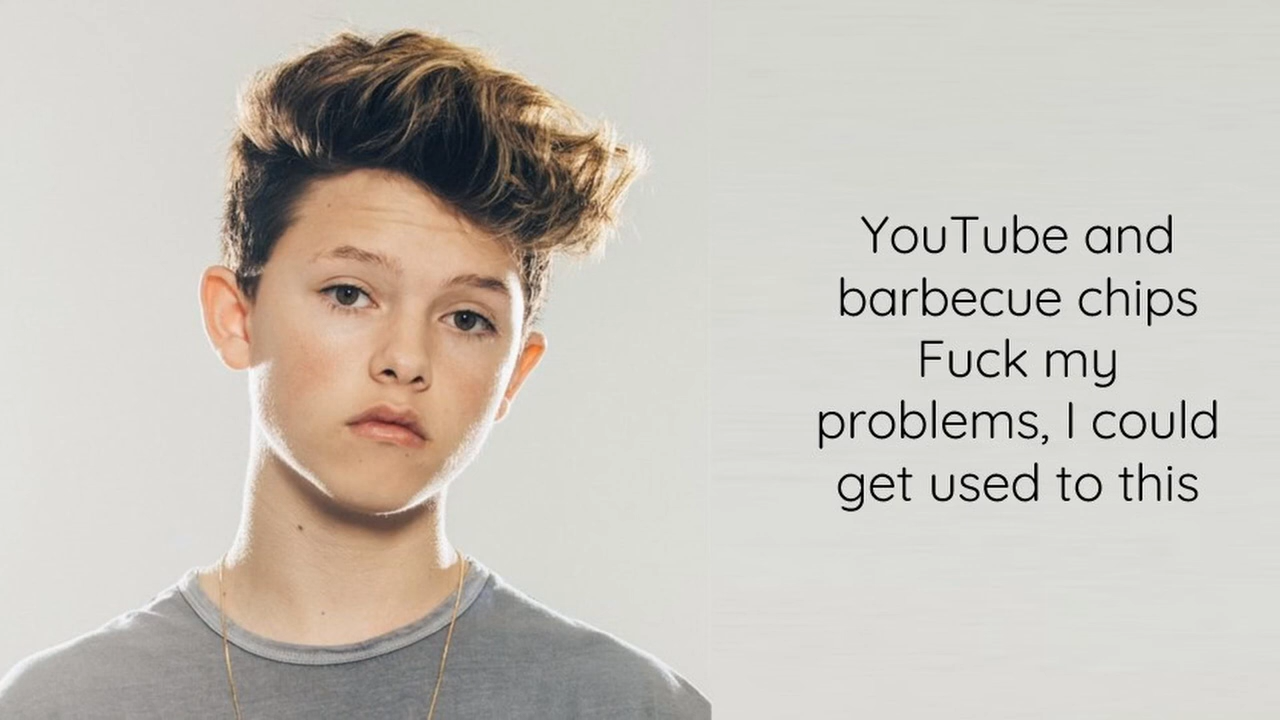 YouTube and
barbecue chips
Fuck my
problems, I could
get used to this